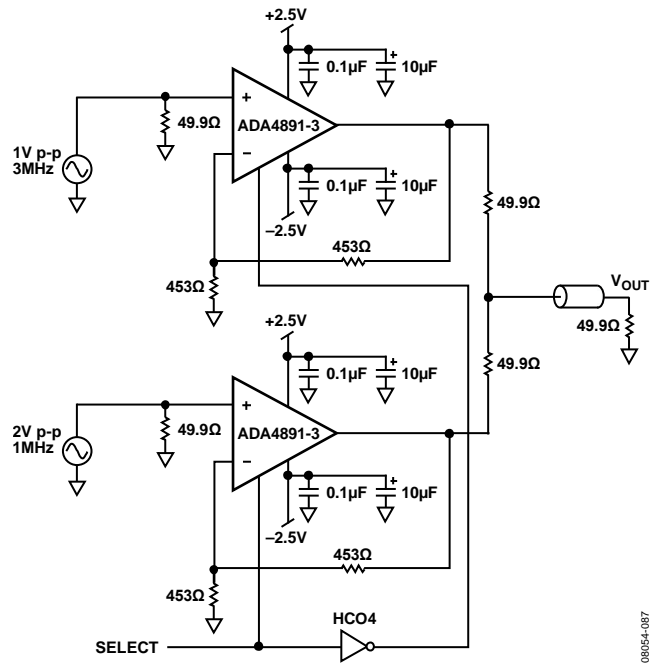 +2.5V
0.1µF
10µF
+
+
ADA4891-3
49.9Ω
–
1V p-p
3MHz
0.1µF
10µF
49.9Ω
–2.5V
453Ω
453Ω
VOUT
49.9Ω
+2.5V
0.1µF
10µF
+
49.9Ω
+
ADA4891-3
49.9Ω
–
2V p-p
1MHz
+
0.1µF
10µF
–2.5V
453Ω
453Ω
HCO4
SELECT
08054-087